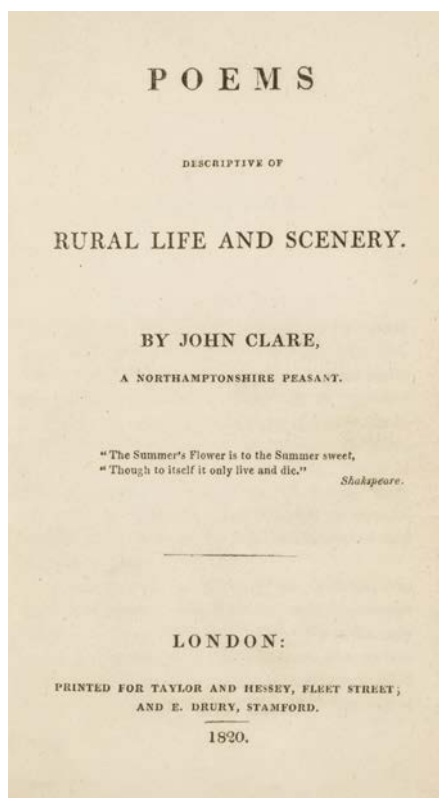 POEMS
DESCRIPTIVE OF
RURAL LIFE AND SCENERY.
BY JOHN CLARE,
A NORTHAMPTONSHIRE PEASANT.
"The Summer's Flower is to the Summer sweet,
"Though to itself it only live and die."
Shakspeare.
LONDON:
PRINTED FOR TAYLOR AND HESSEY, FLEET STREET;
AND E. DRURY, STAMFORD.
1820.